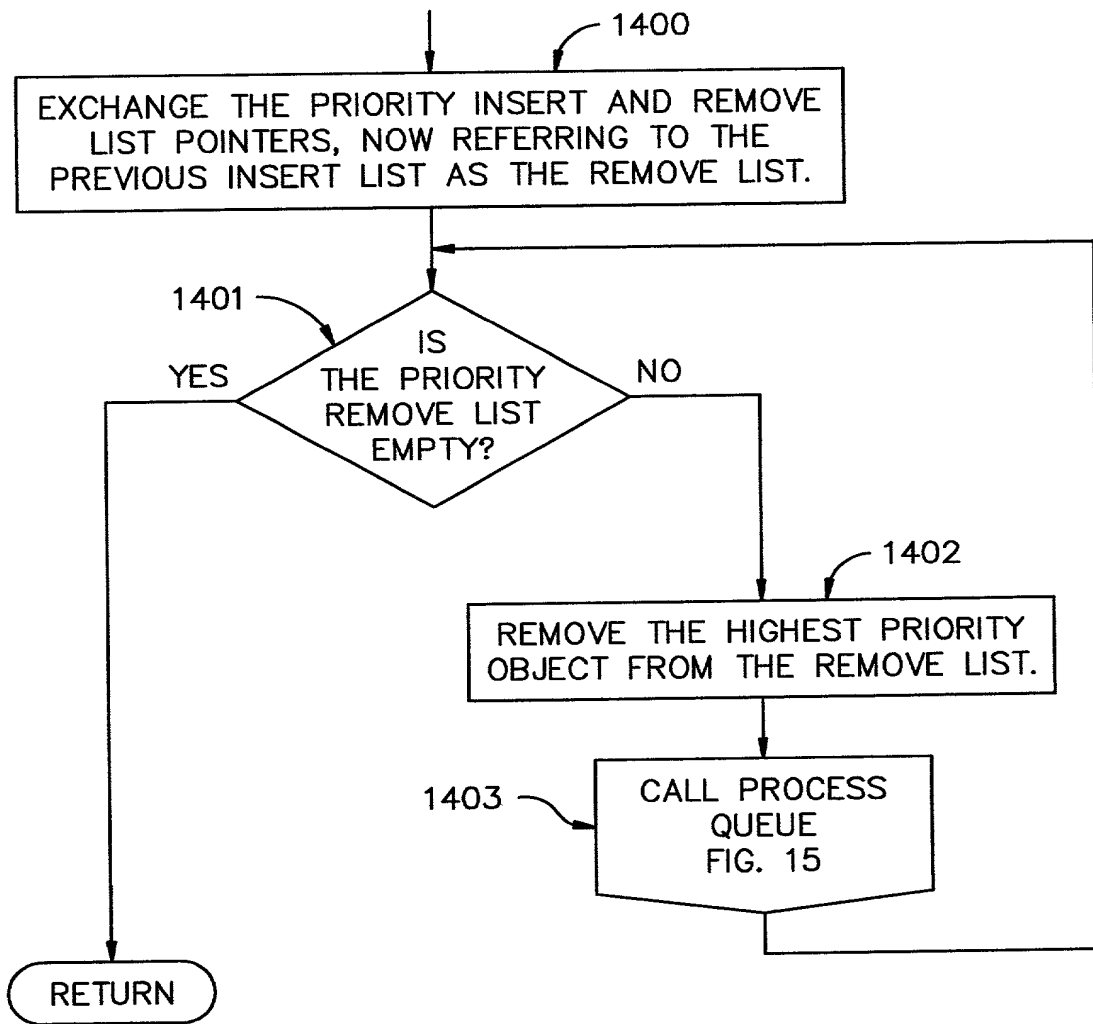 1400
EXCHANGE THE PRIORITY INSERT AND REMOVE
LIST POINTERS, NOW REFERRING TO THE
PREVIOUS INSERT LIST AS THE REMOVE LIST.
1401
IS
THE PRIORITY
REMOVE LIST
EMPTY?
YES
NO
1402
REMOVE THE HIGHEST PRIORITY
OBJECT FROM THE REMOVE LIST.
1403
CALL PROCESS
QUEUE
FIG. 15
RETURN